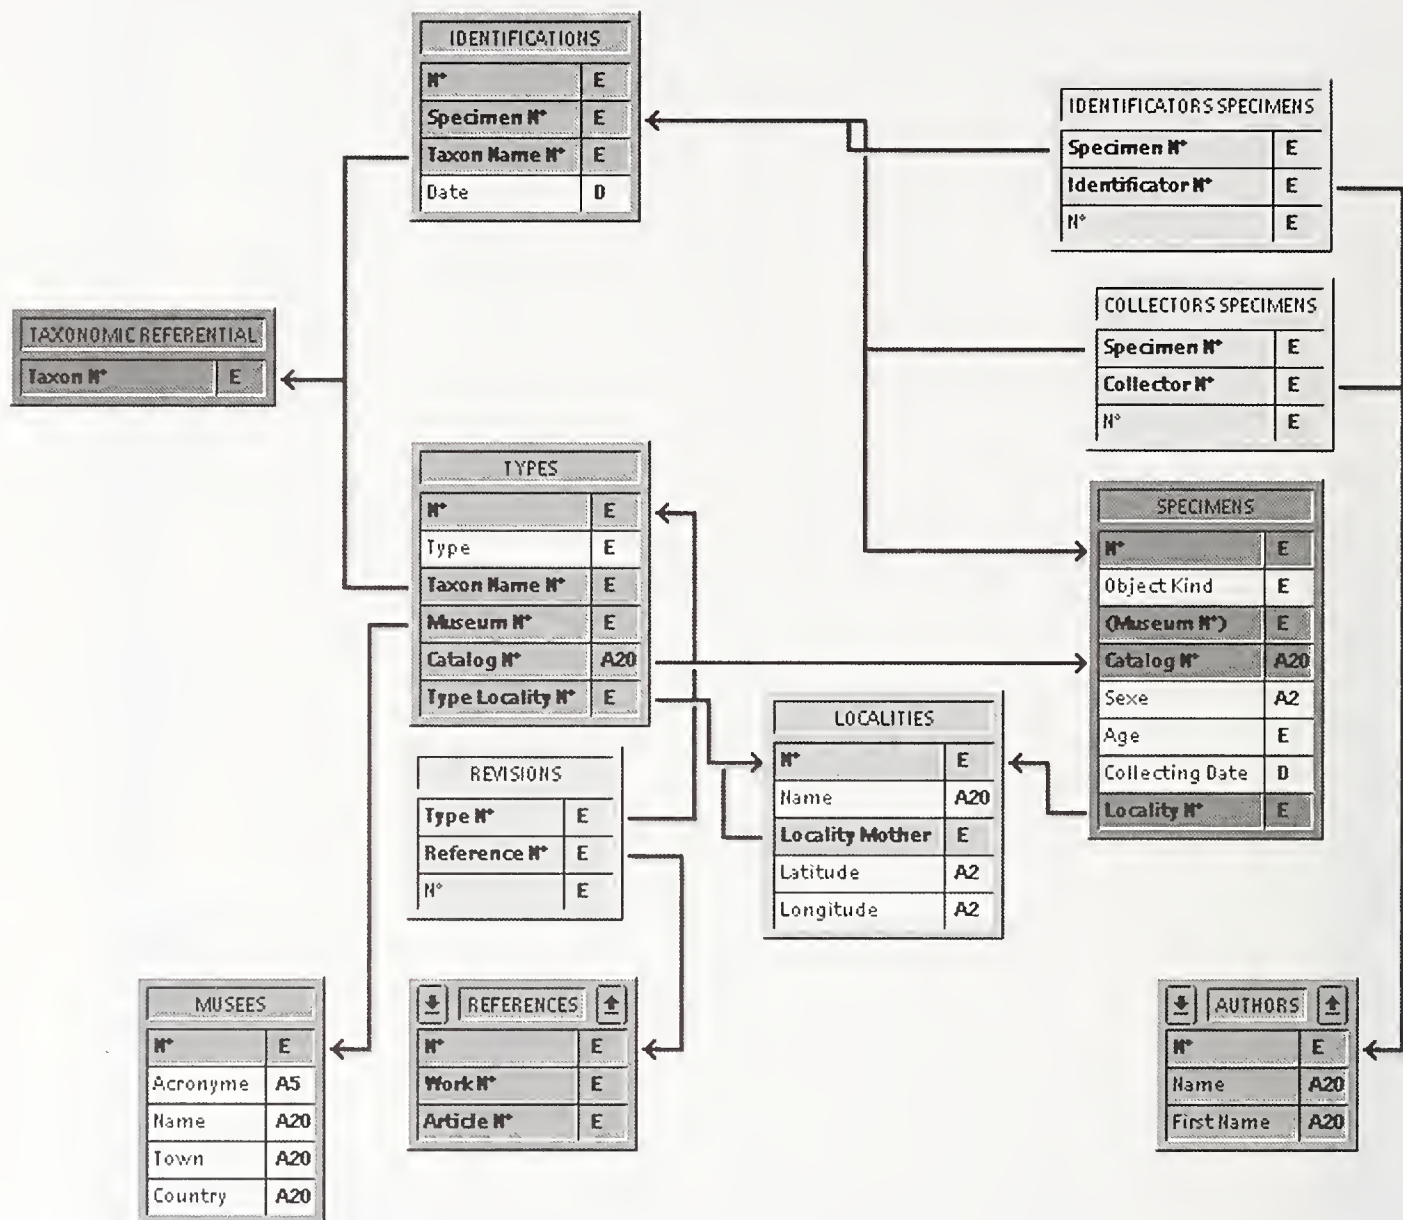 IDENTIFICATIONS
N° E
Specimen N° E
Taxon Name N° E
Date D
IDENTIFICATORS SPECIMENS
Specimen N° E
Identificator N° E
N° E
COLLECTORS SPECIMENS
Specimen N° E
Collector N° E
N° E
TAXONOMIC REFERENTIAL
Taxon N° E
TYPES
N° E
Type E
Taxon Name N° E
Museum N° E
Catalog N° A20
Type Locality N° E
SPECIMENS
N° E
Object Kind E
(Museum N°) E
Catalog N° A20
Sexe A2
Age E
Collecting Date D
Locality N° E
LOCALITIES
N° E
Name A20
Locality Mother E
Latitude A2
Longitude A2
REVISIONS
Type N° E
Reference N° E
N° E
MUSEES
N° E
Acronyme A5
Name A20
Town A20
Country A20
REFERENCES
N° E
Work N° E
Article N° E
AUTHORS
N° E
Name A20
First Name A20